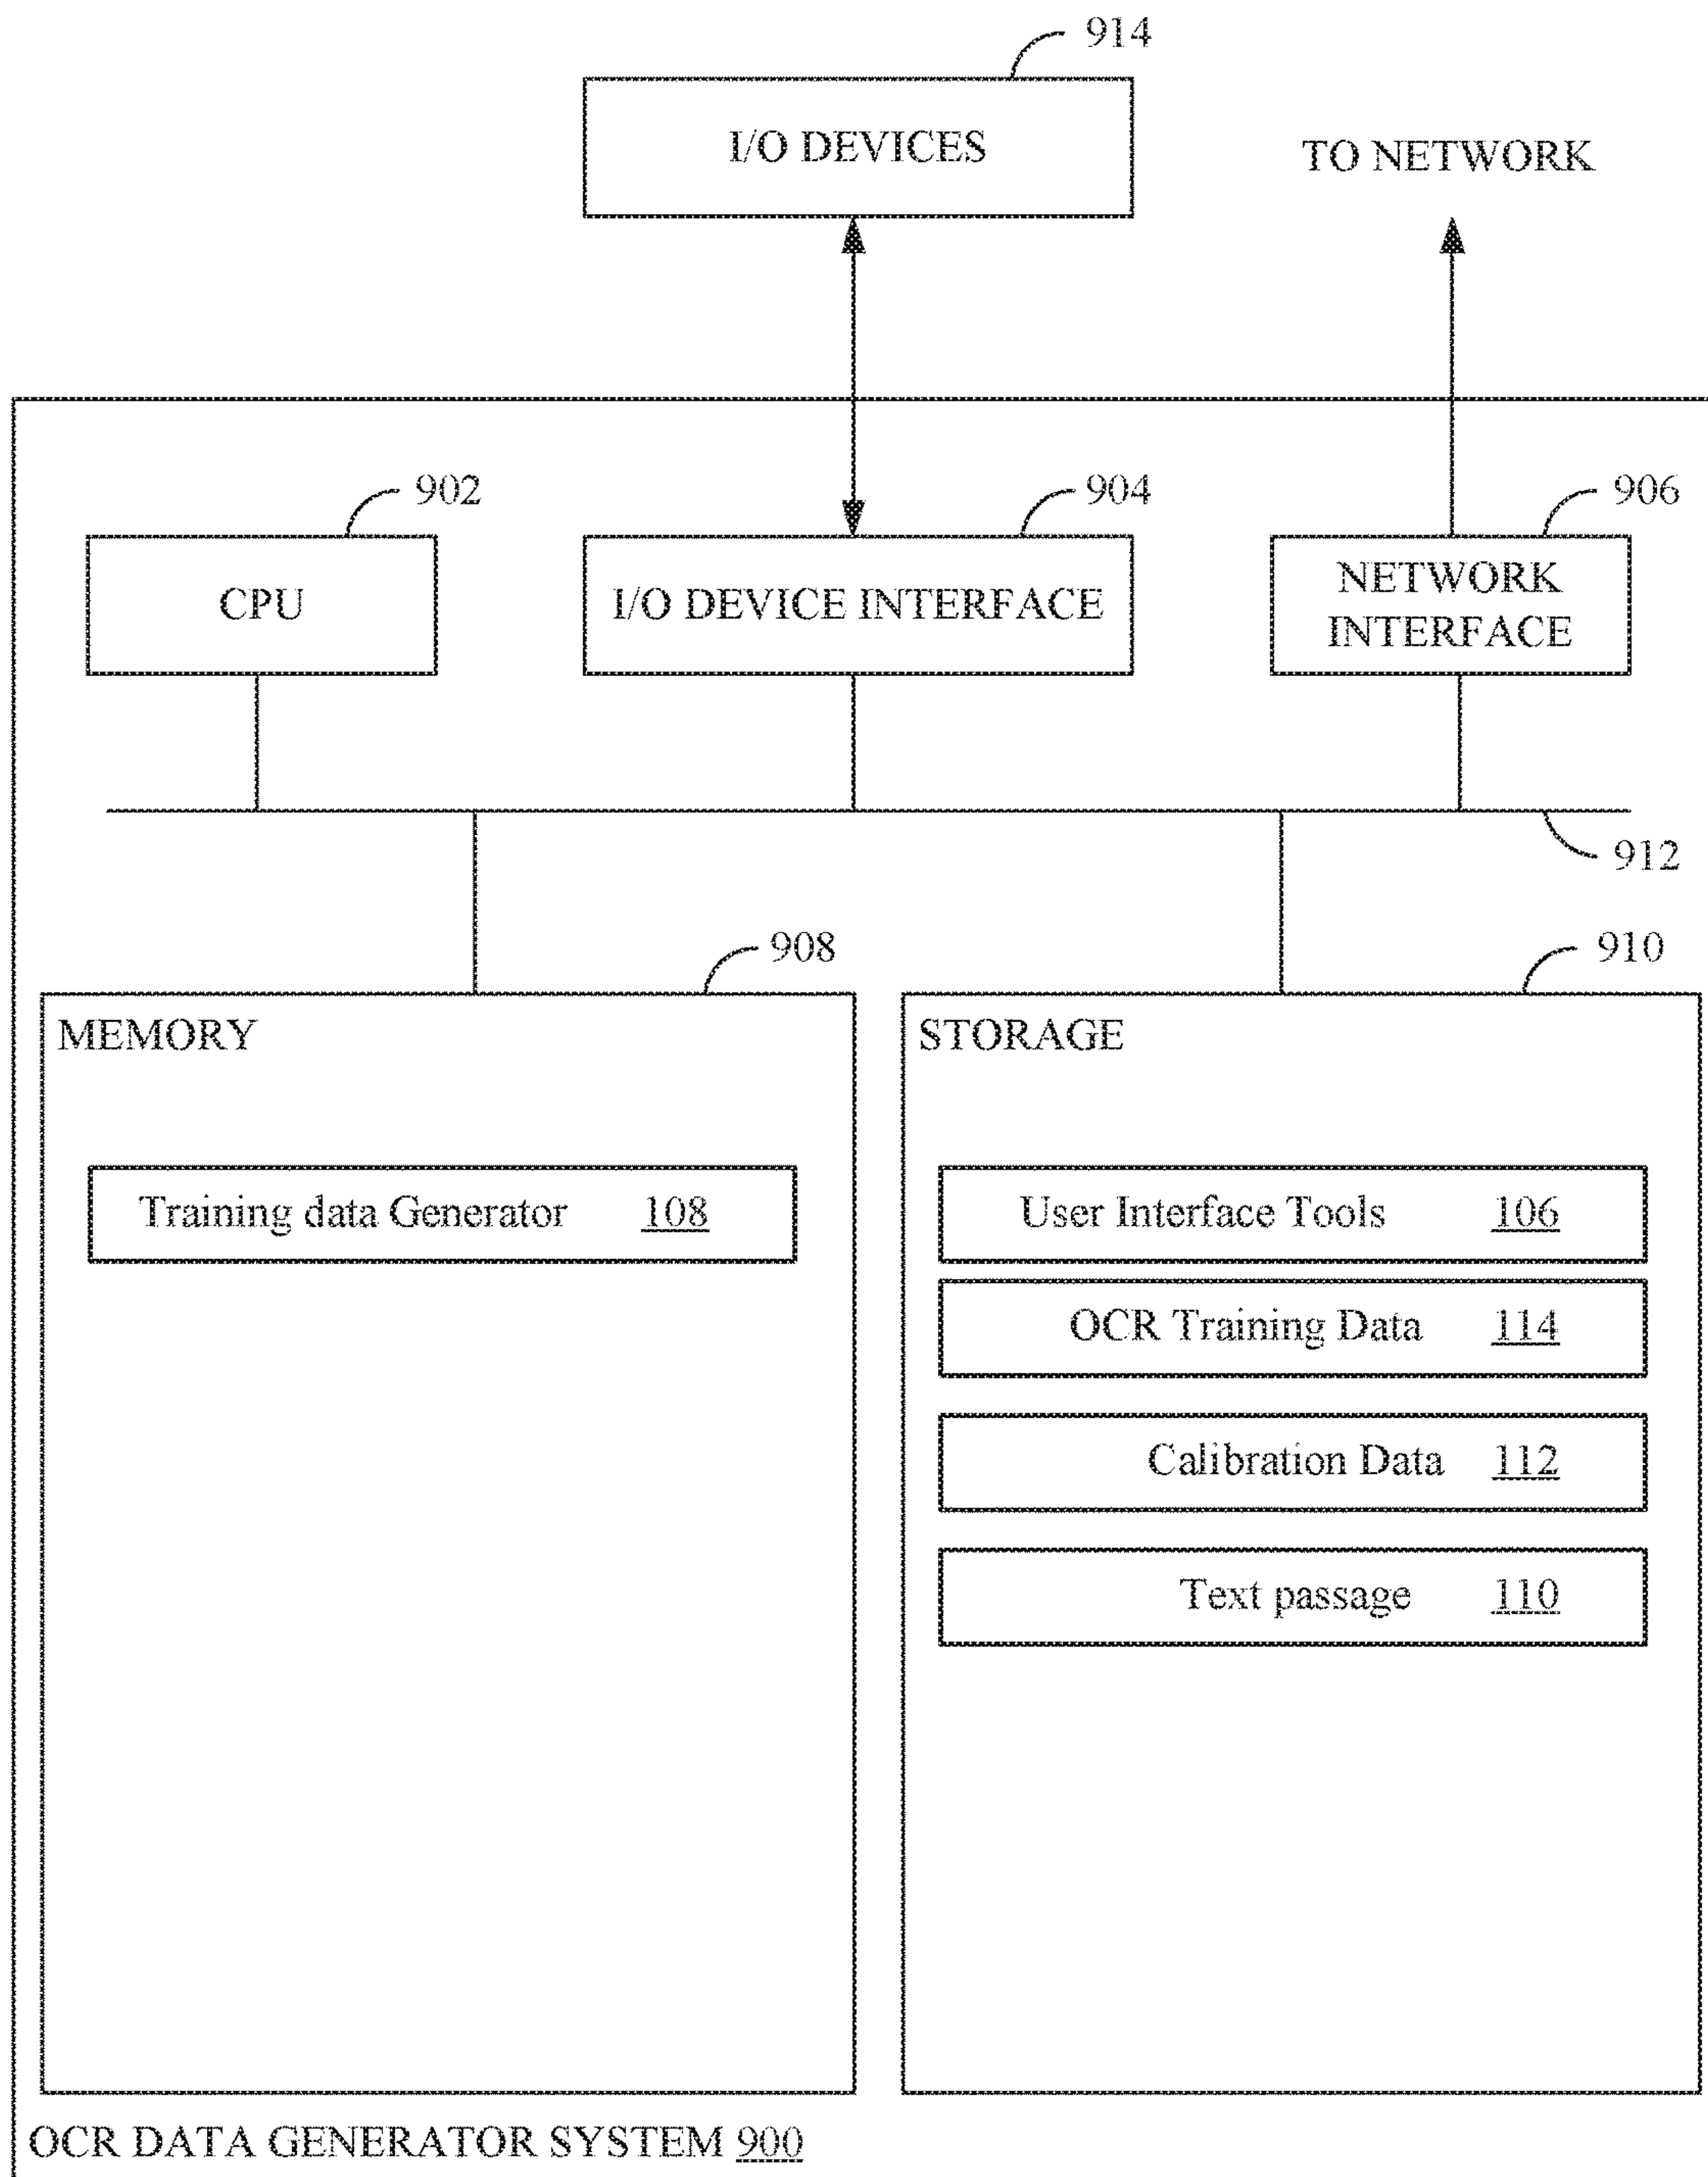 914
I/O DEVICES
TO NETWORK
902
904
906
CPU
I/O DEVICE INTERFACE
NETWORK
INTERFACE
912
908
910
MEMORY
STORAGE
Training data Generator 108
User Interface Tools 106
OCR Training Data 114
Calibration Data 112
Text passage 110
OCR DATA GENERATOR SYSTEM 900